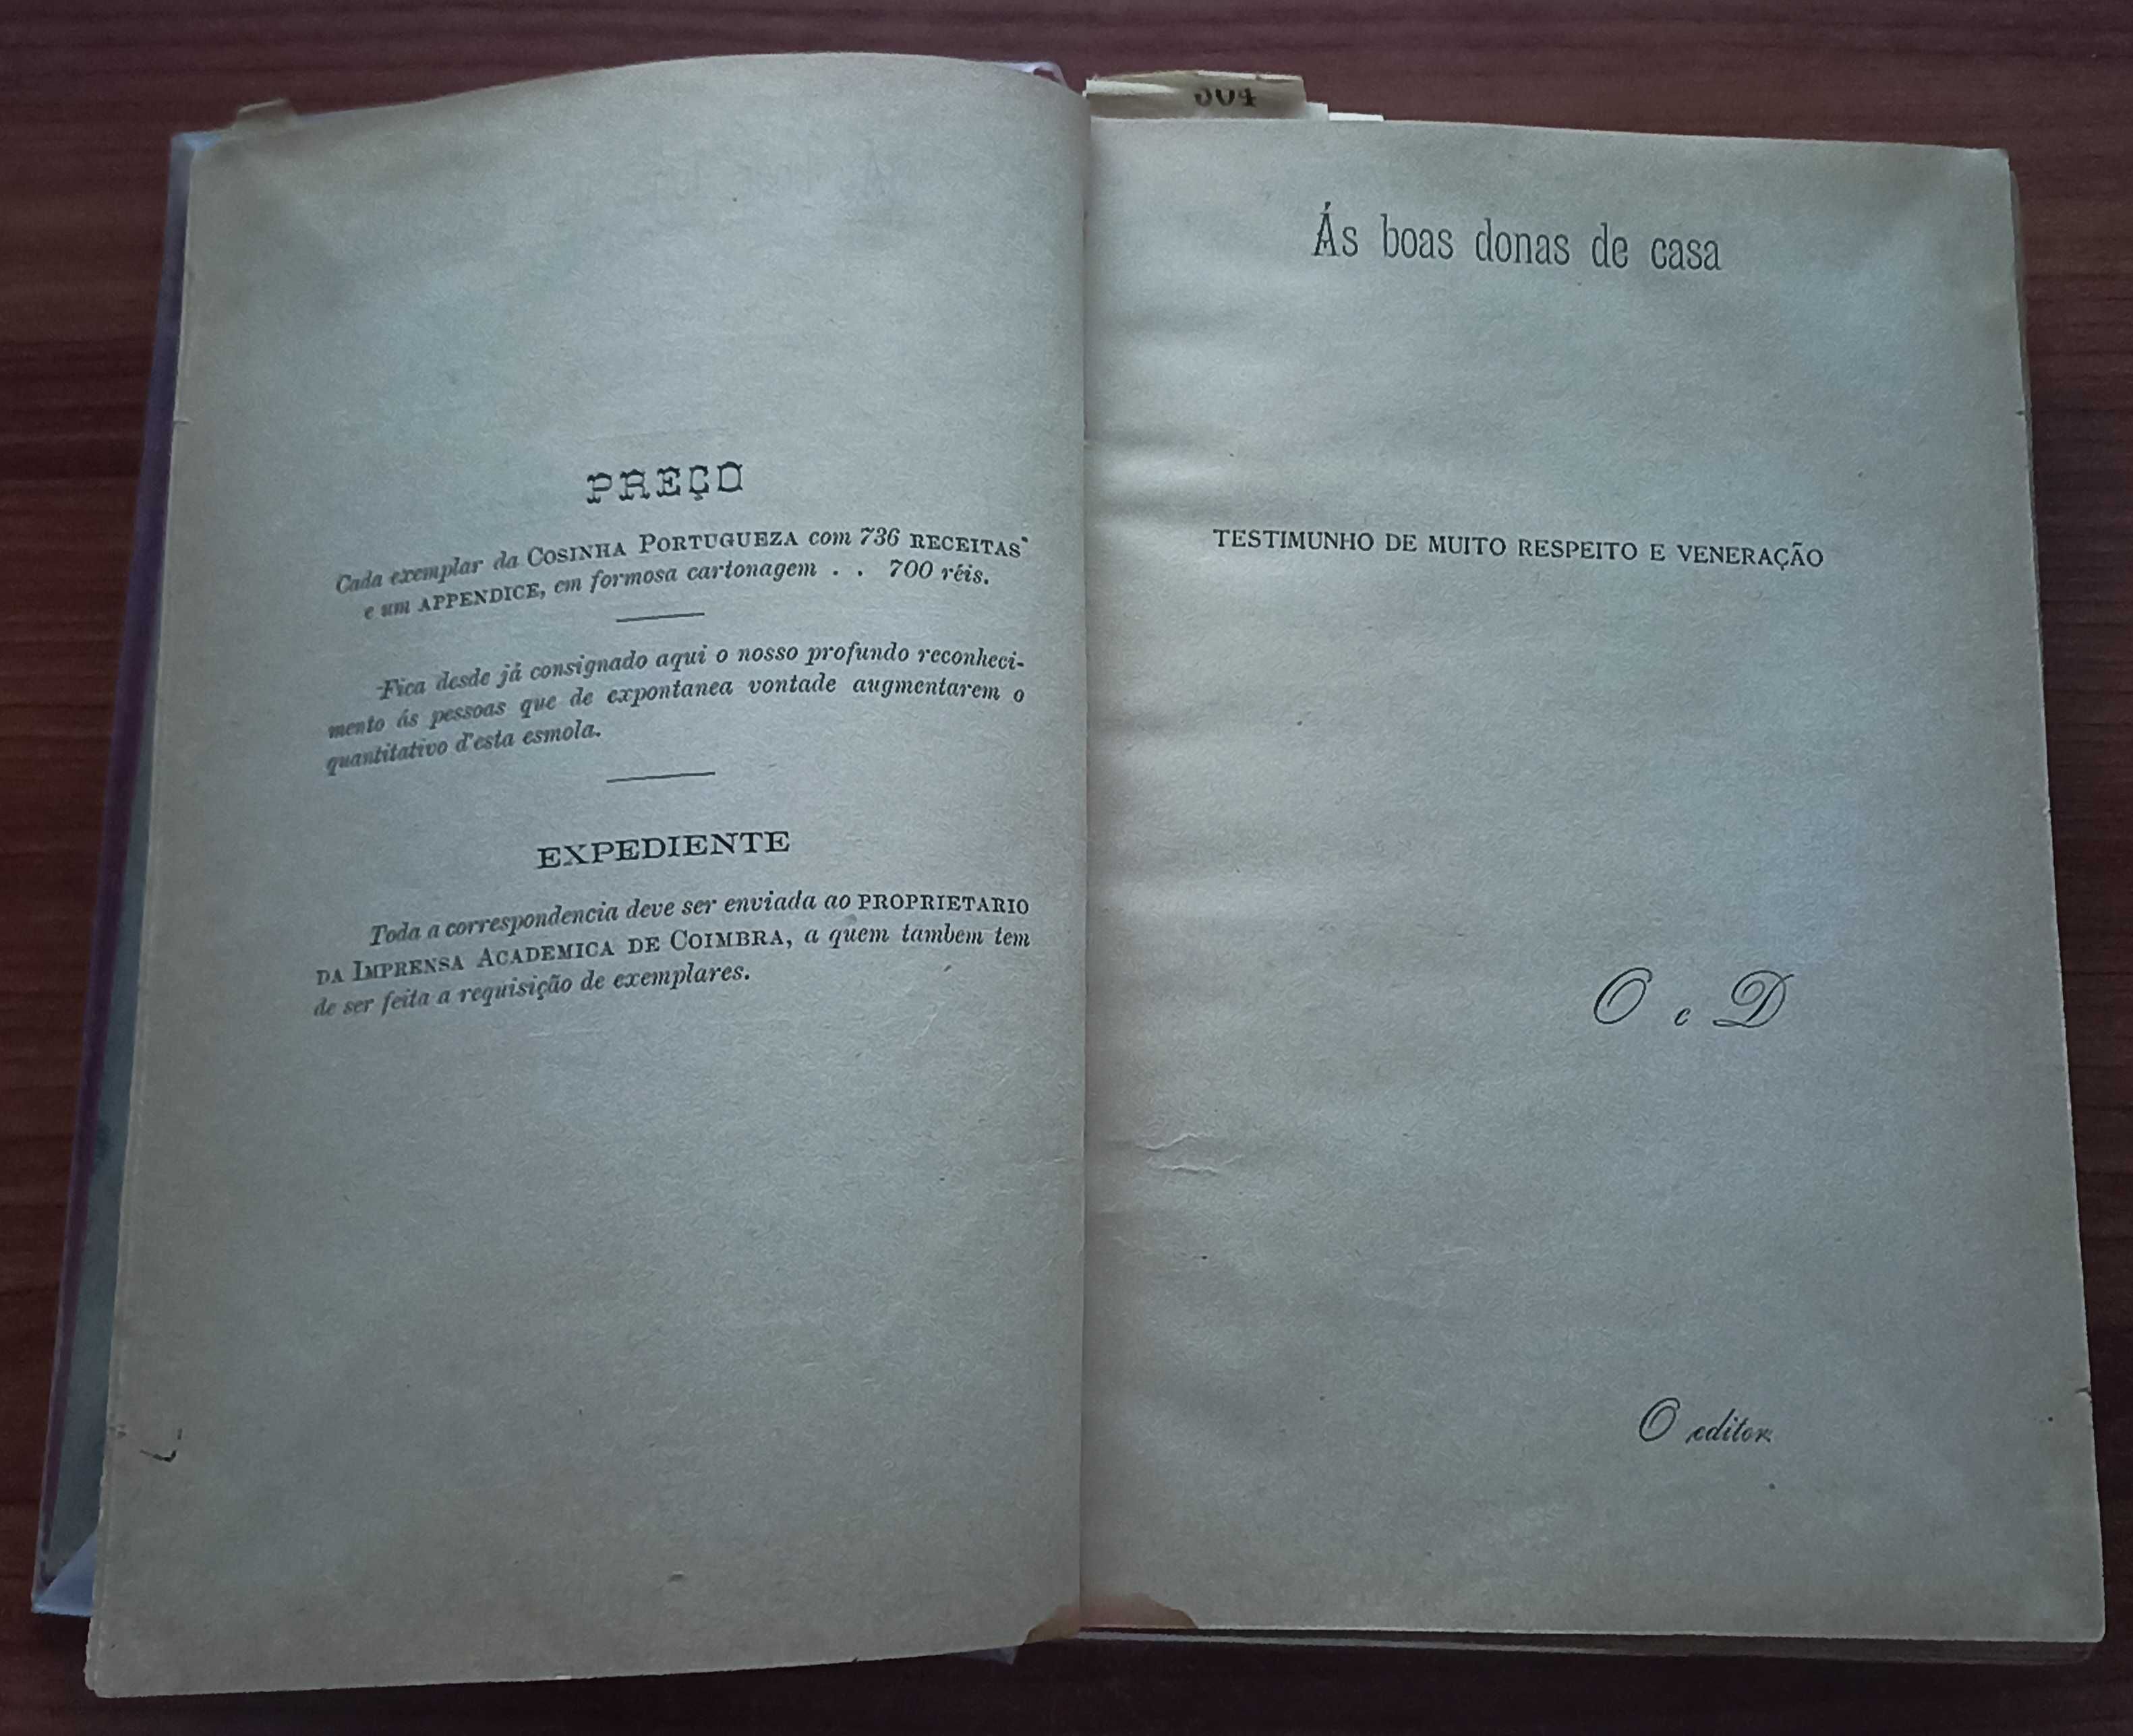 PREÇO
Cada exemplar da COSINHA PORTUGUEZA com 736 RECEITAS
e um APPENDICE, em formosa cartonagem . . 700 réis.
Fica desde já consignado aqui o nosso profundo reconheci-
mento ás pessoas que de expontanea vontade augmentarem o
quantitativo d'esta esmola.
EXPEDIENTE
Toda a correspondencia deve ser enviada ao PROPRIETARIO
DA IMPRENSA ACADEMICA DE COIMBRA, a quem tambem tem
de ser feita a requisição de exemplares.
Ás boas donas de casa
TESTIMUNHO DE MUITO RESPEITO E VENERAÇÃO
O e D
O editor